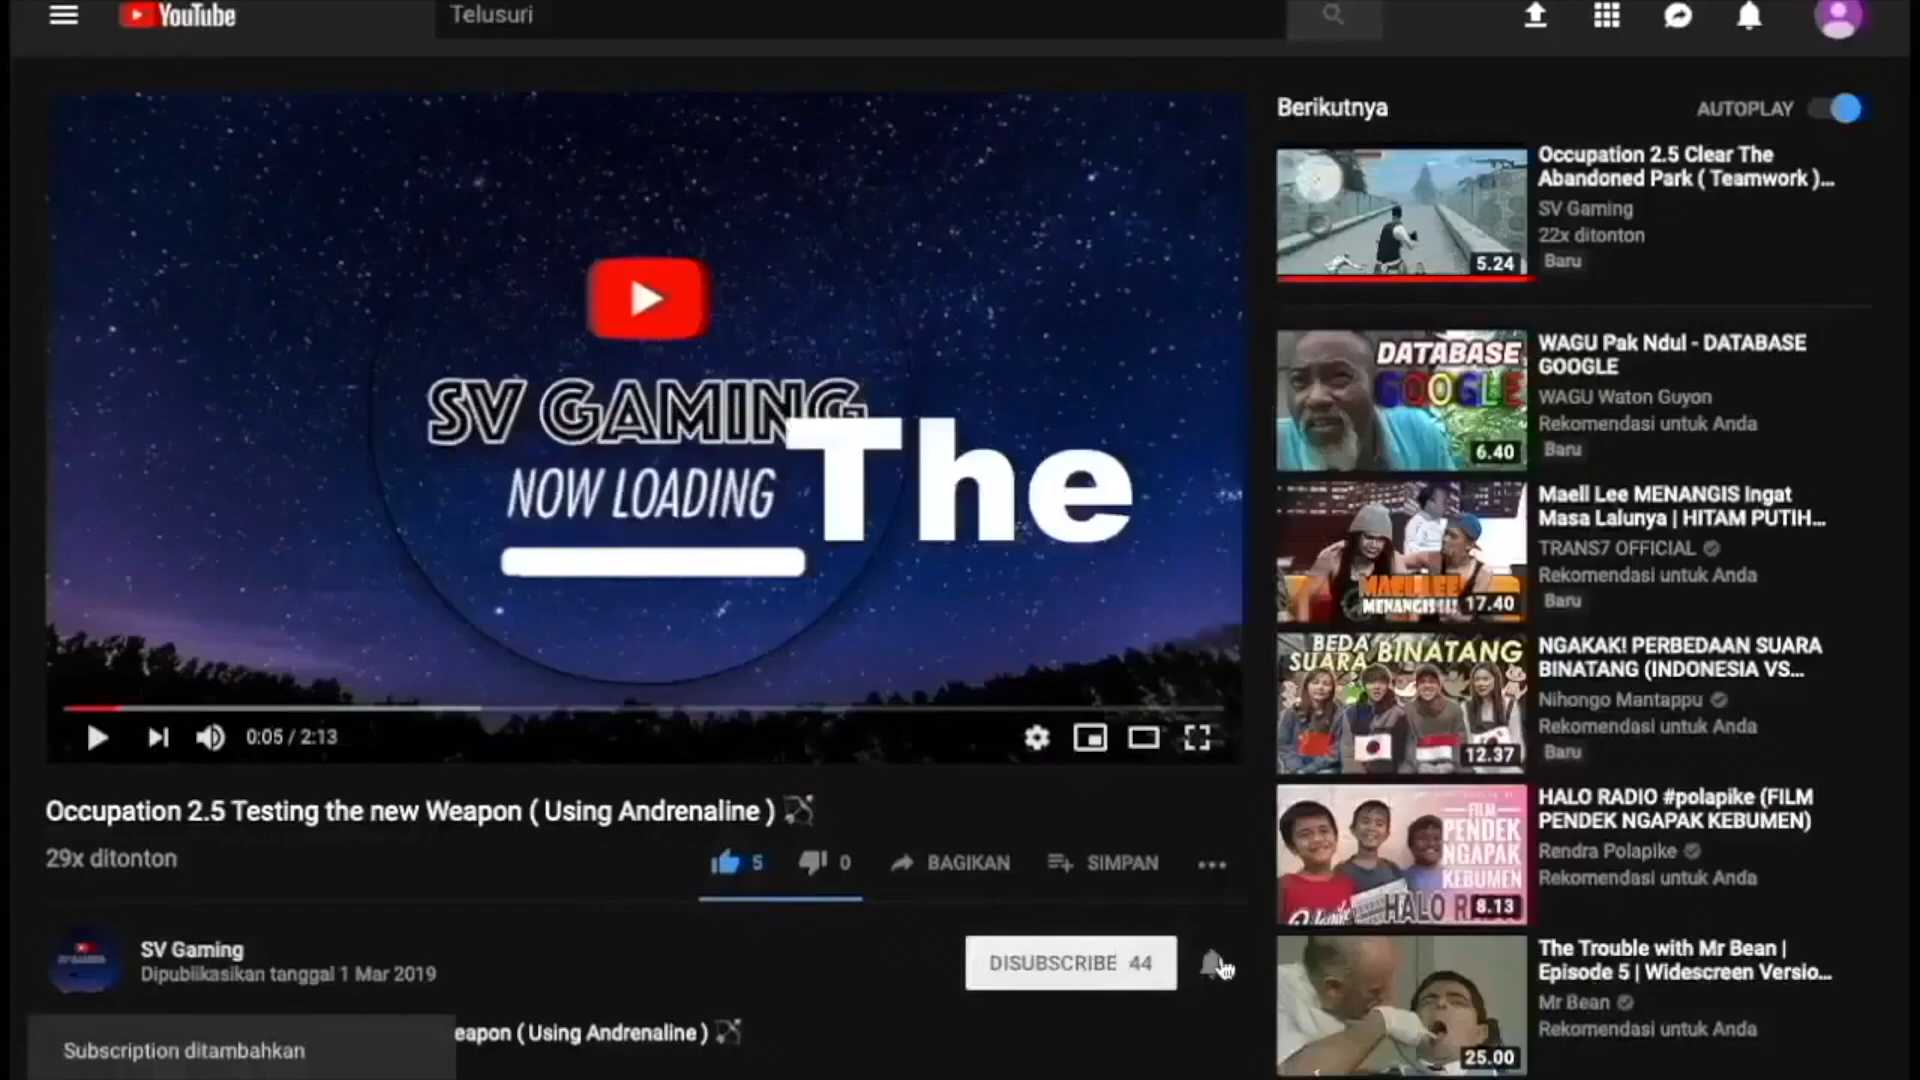 YouTube
Telusuri
SV GAMING
NOW LOADING
The
0:05 / 2:13
Occupation 2.5 Testing the new Weapon ( Using Andrenaline )
29x ditonton
5
0
BAGIKAN
SIMPAN
SV Gaming
Dipublikasikan tanggal 1 Mar 2019
DISUBSCRIBE 44
eapon ( Using Andrenaline )
Subscription ditambahkan
Berikutnya
AUTOPLAY
5.24
Occupation 2.5 Clear The
Abandoned Park ( Teamwork )...
SV Gaming
22x ditonton
Baru
DATABASE
GOOGLE
6.40
WAGU Pak Ndul - DATABASE
GOOGLE
WAGU Waton Guyon
Rekomendasi untuk Anda
Baru
MAELL LEE
MENANGIS!!!
17.40
Maell Lee MENANGIS Ingat
Masa Lalunya | HITAM PUTIH...
TRANS7 OFFICIAL
Rekomendasi untuk Anda
Baru
BEDA
SUARA BINATANG
12.37
NGAKAK! PERBEDAAN SUARA
BINATANG (INDONESIA VS...
Nihongo Mantappu
Rekomendasi untuk Anda
Baru
FILM
PENDEK
NGAPAK
KEBUMEN
HALO
8.13
HALO RADIO #polapike (FILM
PENDEK NGAPAK KEBUMEN)
Rendra Polapike
Rekomendasi untuk Anda
25.00
The Trouble with Mr Bean |
Episode 5 | Widescreen Versio...
Mr Bean
Rekomendasi untuk Anda